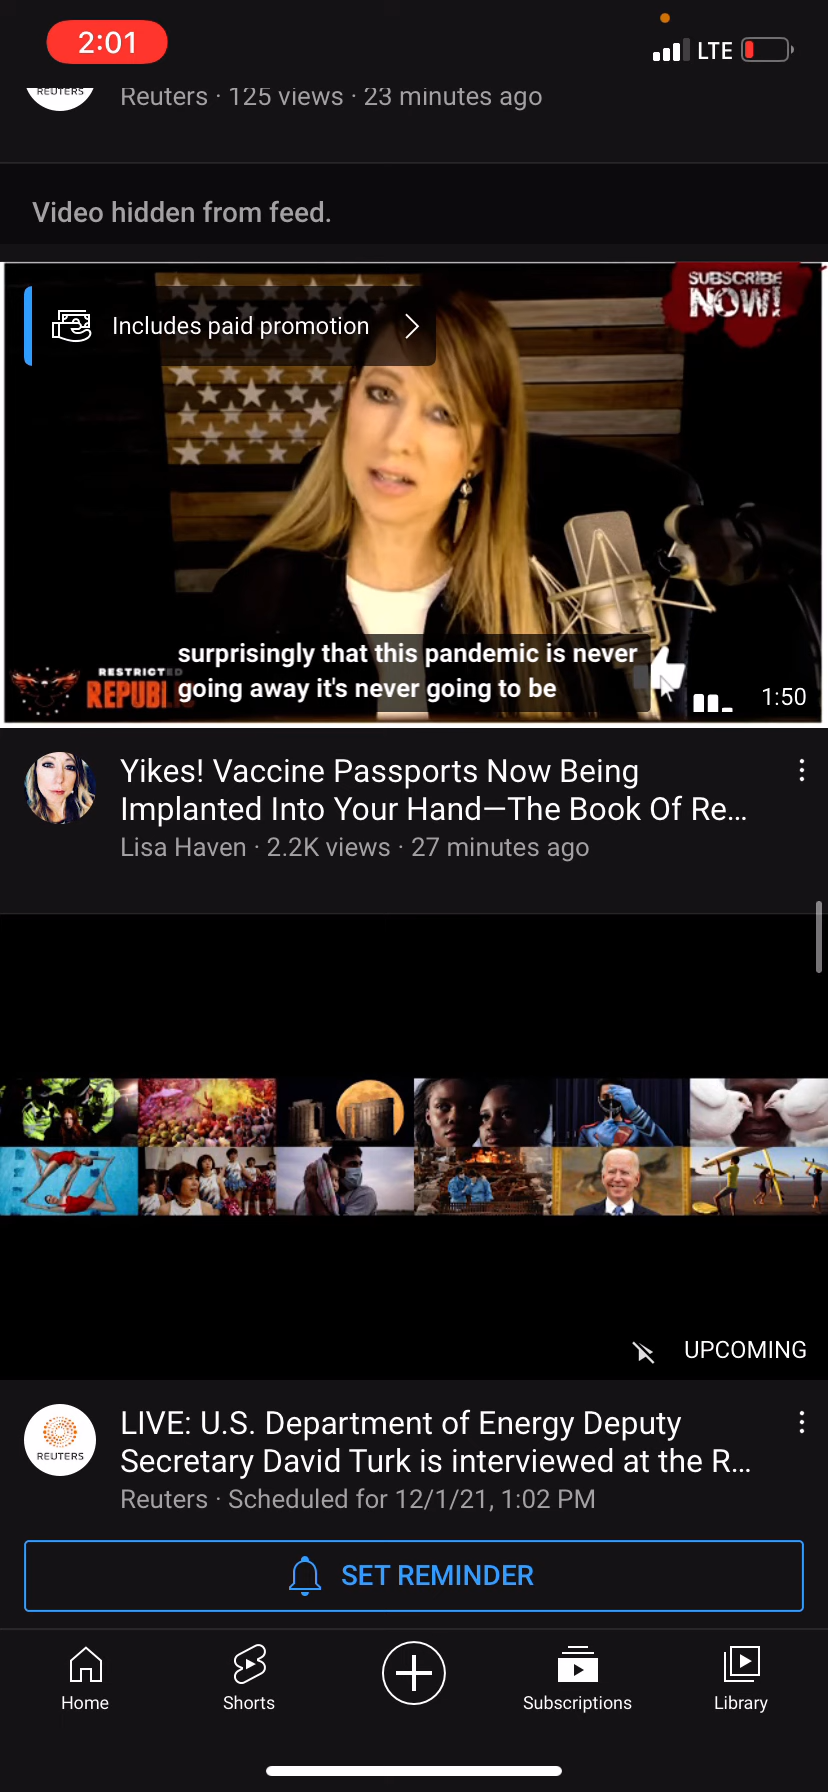 2:01
LTE
REUTERS
Reuters · 125 views · 23 minutes ago
Video hidden from feed.
SUBSCRIBE
NOW!
Includes paid promotion
surprisingly that this pandemic is never
going away it's never going to be
RESTRICTED
REPUBL
1:50
Yikes! Vaccine Passports Now Being
Implanted Into Your Hand—The Book Of Re...
Lisa Haven · 2.2K views · 27 minutes ago
UPCOMING
REUTERS
LIVE: U.S. Department of Energy Deputy
Secretary David Turk is interviewed at the R...
Reuters · Scheduled for 12/1/21, 1:02 PM
SET REMINDER
Home
Shorts
Subscriptions
Library